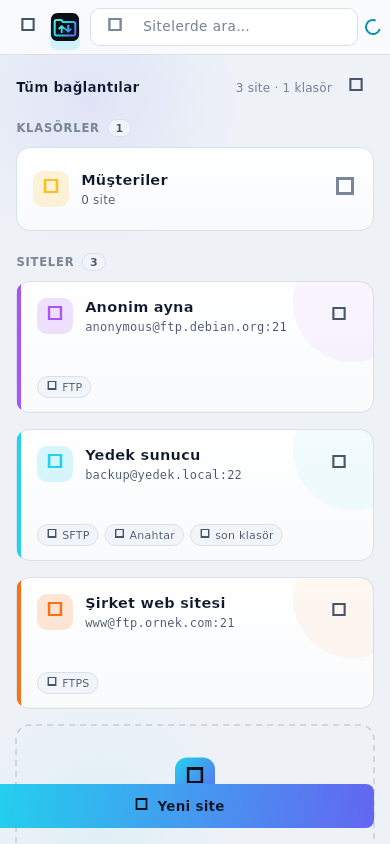 Sitelerde ara...
Tüm bağlantılar
3 site · 1 klasör
KLASÖRLER 1
Müşteriler
0 site
SİTELER 3
Anonim ayna
anonymous@ftp.debian.org:21
FTP
Yedek sunucu
backup@yedek.local:22
SFTP Anahtar son klasör
Şirket web sitesi
www@ftp.ornek.com:21
FTPS
Yeni site